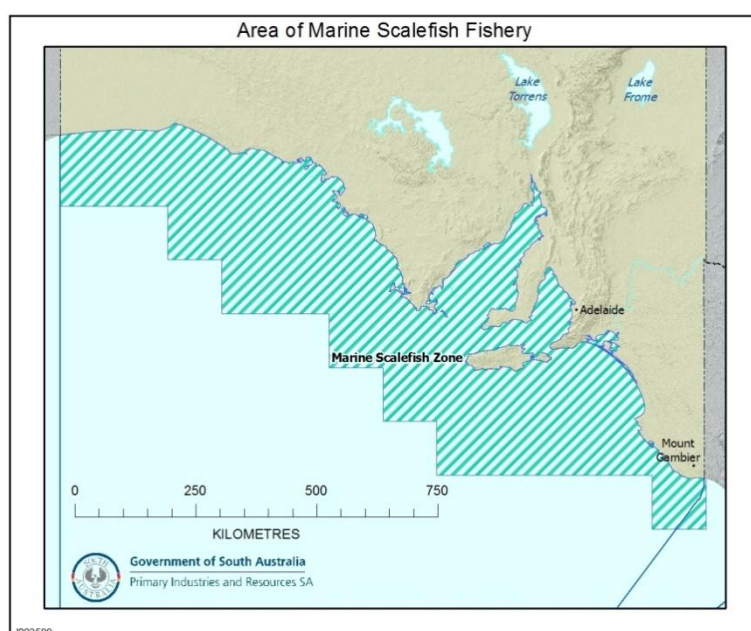 Area of Marine Scalefish Fishery
Lake
Torrens
Lake
Frome
Adelaide
Marine Scalefish Zone
Mount
Gambier
0 250 500 750
KILOMETRES
Government of South Australia
Primary Industries and Resources SA